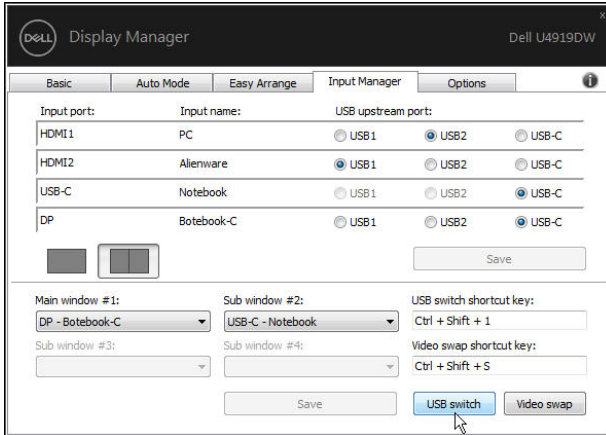 x
DELL Display Manager Dell U4919DW
Basic Auto Mode Easy Arrange Input Manager Options i
Input port: Input name: USB upstream port:
HDMI1 PC USB1 USB2 USB-C
HDMI2 Alienware USB1 USB2 USB-C
USB-C Notebook USB1 USB2 USB-C
DP Botebook-C USB1 USB2 USB-C
Save
Main window #1: Sub window #2: USB switch shortcut key:
DP - Botebook-C USB-C - Notebook Ctrl + Shift + 1
Sub window #3: Sub window #4: Video swap shortcut key:
Ctrl + Shift + S
Save USB switch Video swap